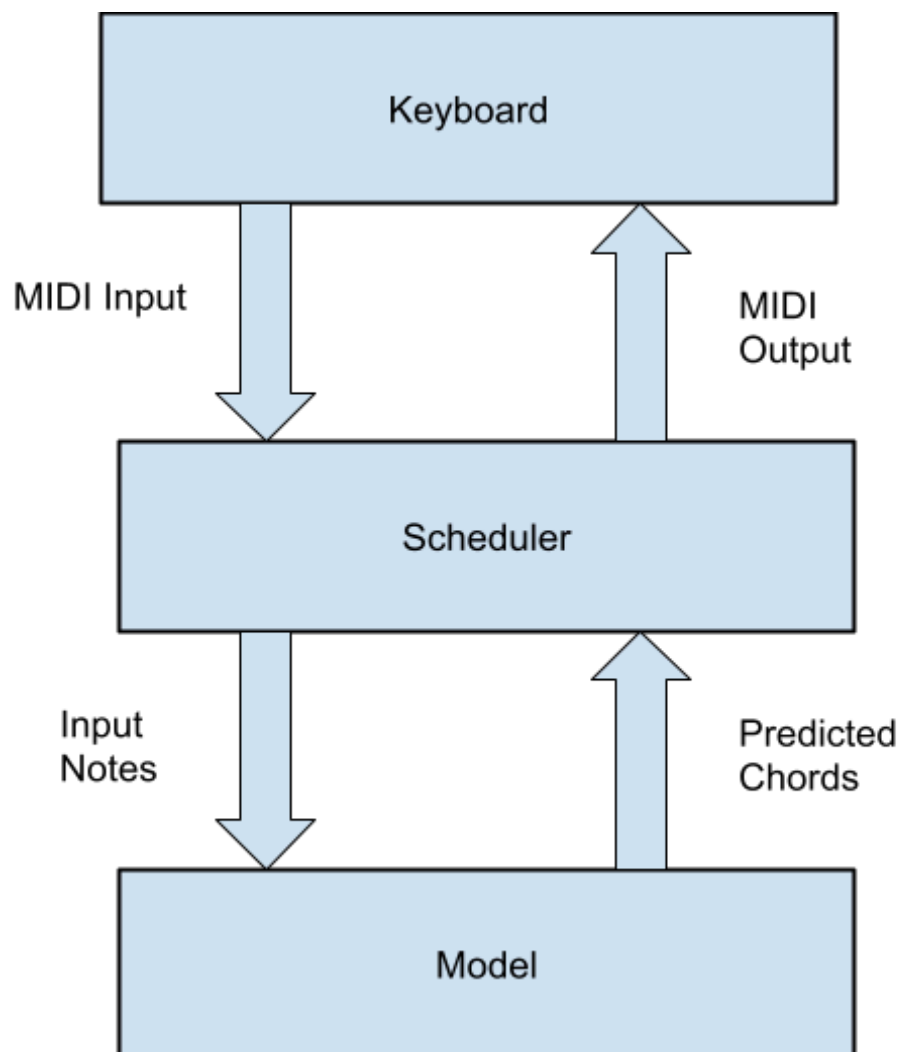 Keyboard
MIDI Input
MIDI
Output
Scheduler
Input
Notes
Predicted
Chords
Model